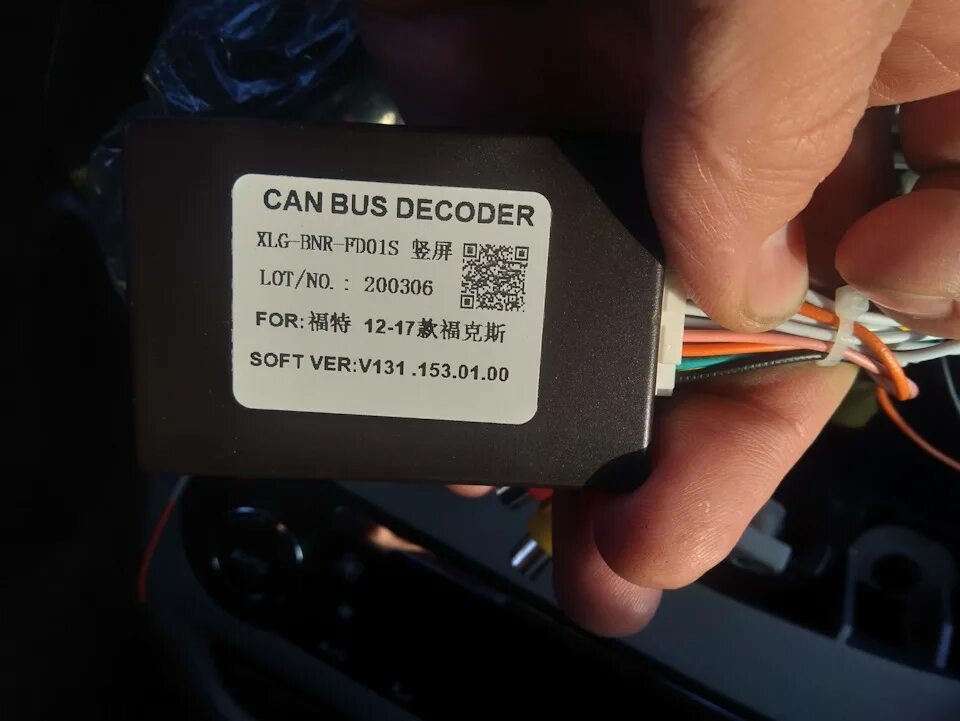 CAN BUS DECODER
XLG-BNR-FD01S 竖屏
LOT/NO.: 200306
FOR:福特 12-17款福克斯
SOFT VER:V131.153.01.00